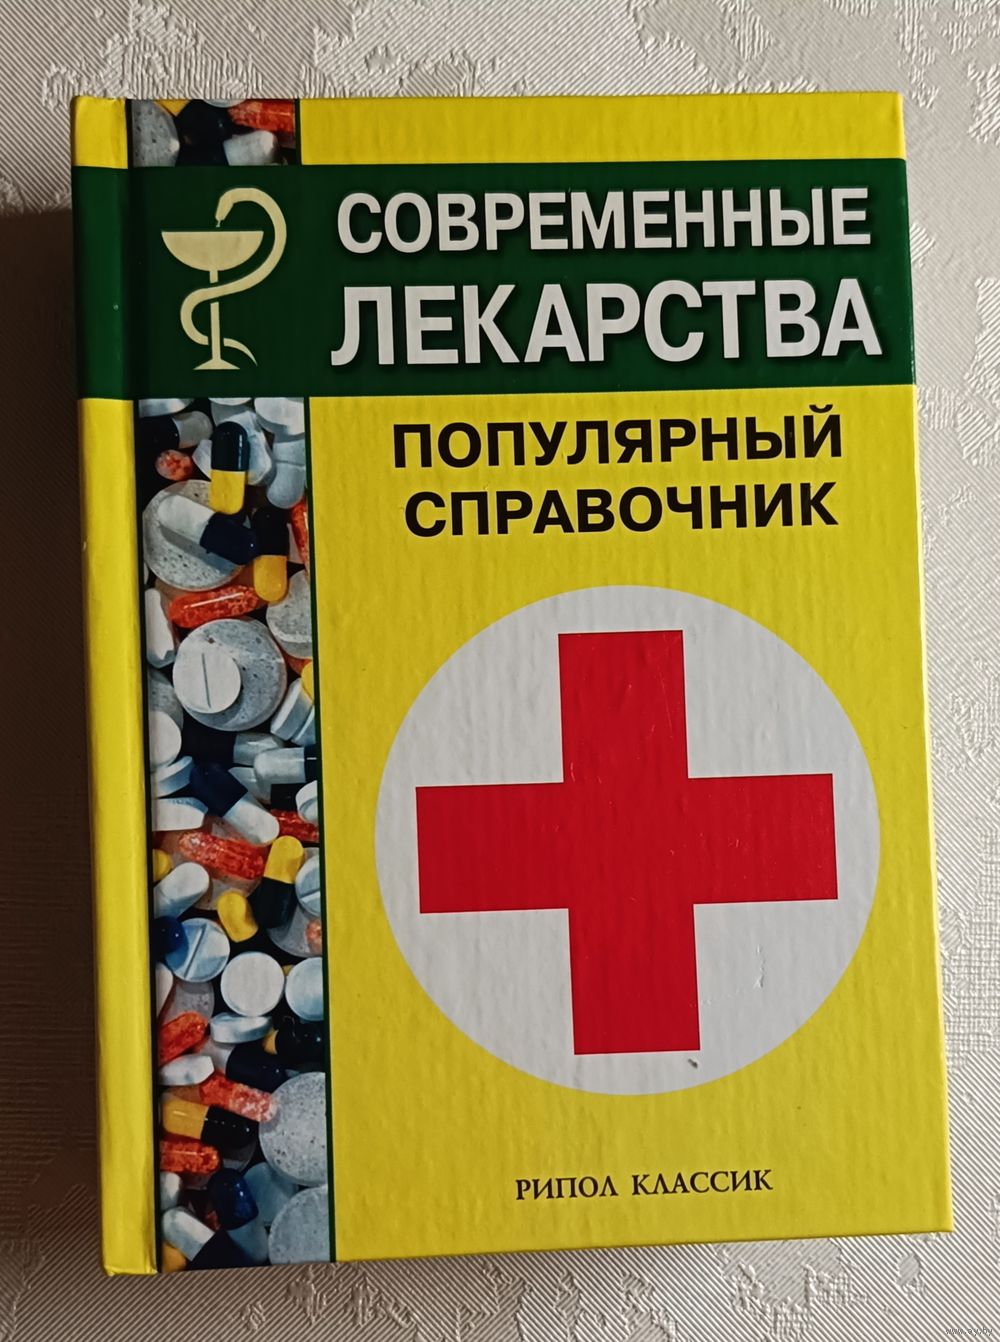 СОВРЕМЕННЫЕ
ЛЕКАРСТВА
ПОПУЛЯРНЫЙ
СПРАВОЧНИК
РИПОЛ КЛАССИК